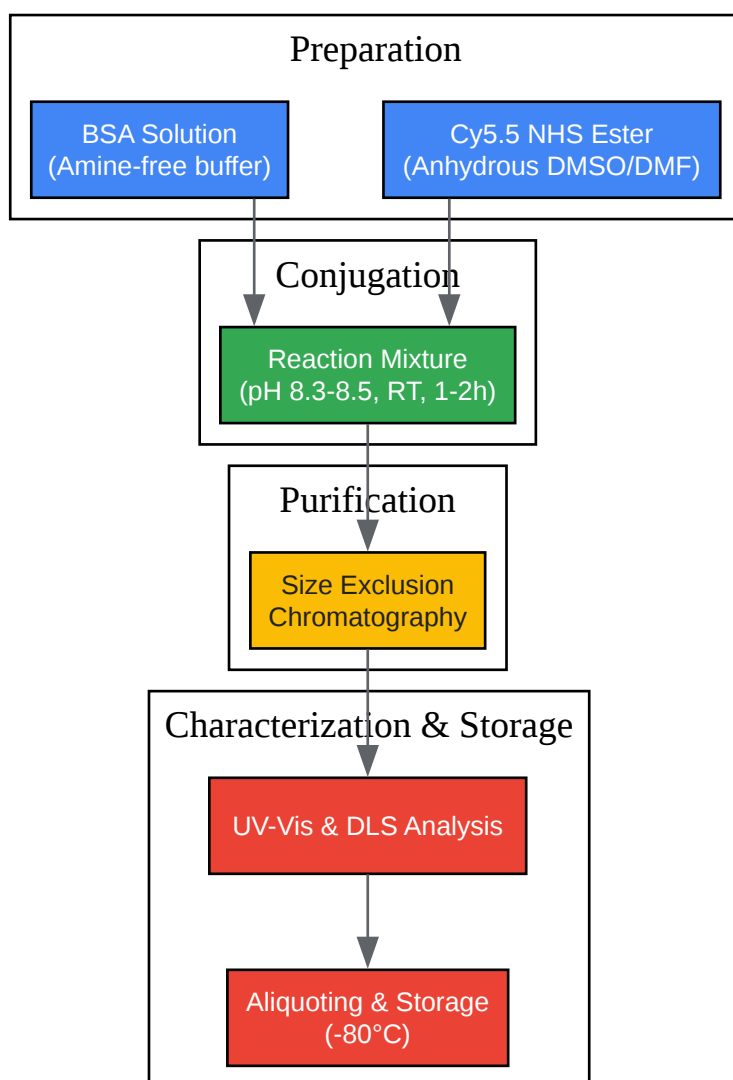 Preparation
BSA Solution
(Amine-free buffer)
Cy5.5 NHS Ester
(Anhydrous DMSO/DMF)
Conjugation
Reaction Mixture
(pH 8.3-8.5, RT, 1-2h)
Purification
Size Exclusion
Chromatography
Characterization & Storage
UV-Vis & DLS Analysis
Aliquoting & Storage
(-80°C)